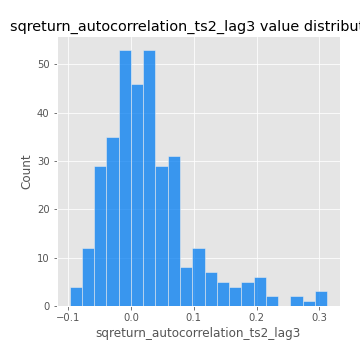 sqreturn_autocorrelation_ts2_lag3 value distribut
50
40
30
20
10
0
Count
-0.1 0.0 0.1 0.2 0.3
sqreturn_autocorrelation_ts2_lag3